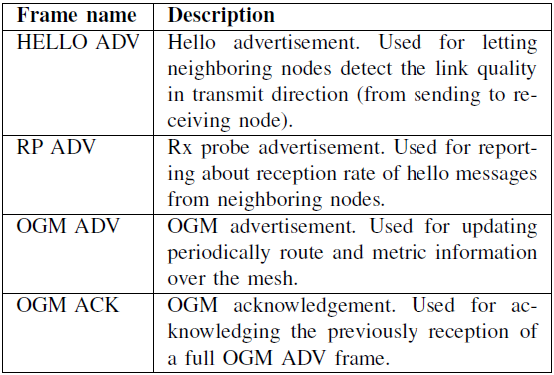 Frame name Description
HELLO ADV Hello advertisement. Used for letting
neighboring nodes detect the link quality
in transmit direction (from sending to re-
ceiving node).
RP ADV Rx probe advertisement. Used for report-
ing about reception rate of hello messages
from neighboring nodes.
OGM ADV OGM advertisement. Used for updating
periodically route and metric information
over the mesh.
OGM ACK OGM acknowledgement. Used for ac-
knowledging the previously reception of
a full OGM ADV frame.